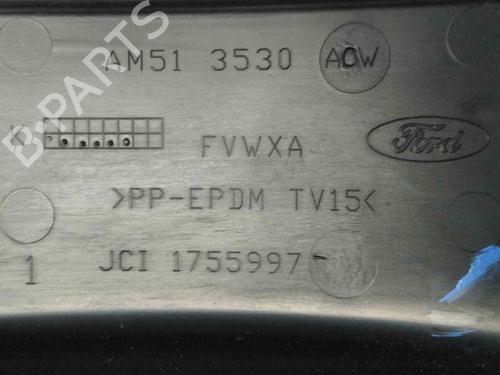 AM51 3530 ACW
FVWXA
Ford
>PP-EPDM TV15<
JCI 1755997-
1
B-PARTS